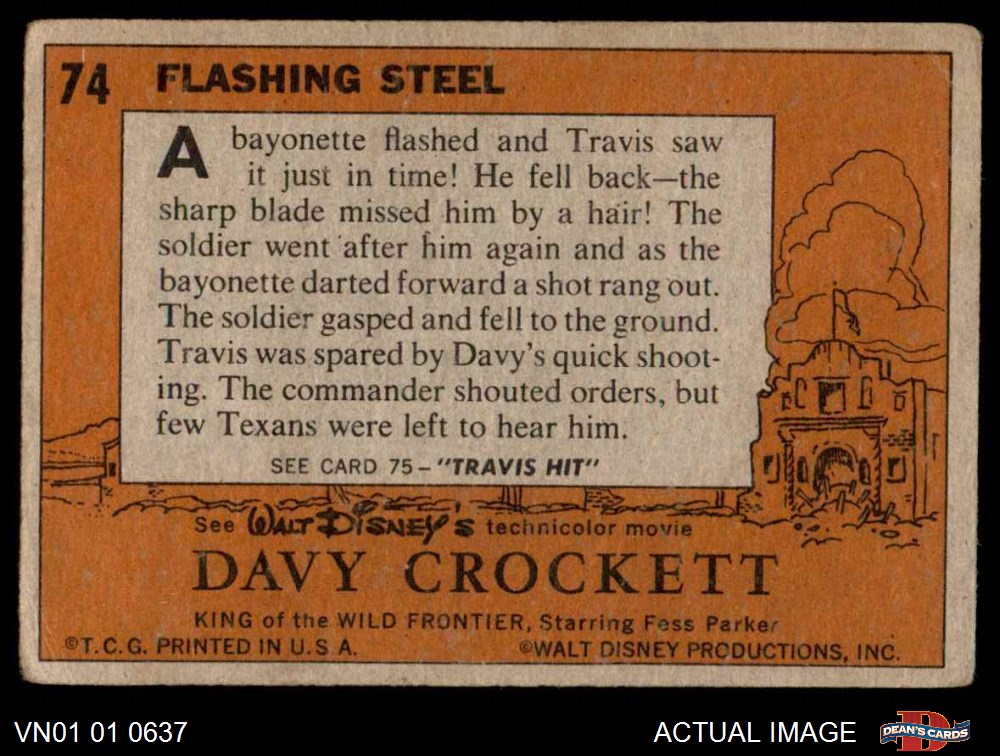 74 FLASHING STEEL
A bayonette flashed and Travis saw
it just in time! He fell back—the
sharp blade missed him by a hair! The
soldier went after him again and as the
bayonette darted forward a shot rang out.
The soldier gasped and fell to the ground.
Travis was spared by Davy's quick shoot-
ing. The commander shouted orders, but
few Texans were left to hear him.
SEE CARD 75-"TRAVIS HIT"
See WALT DISNEY'S technicolor movie
DAVY CROCKETT
KING of the WILD FRONTIER, Starring Fess Parker
©T.C.G. PRINTED IN U.S.A. ©WALT DISNEY PRODUCTIONS, INC.
VN01 01 0637 ACTUAL IMAGE D DEAN'S CARDS